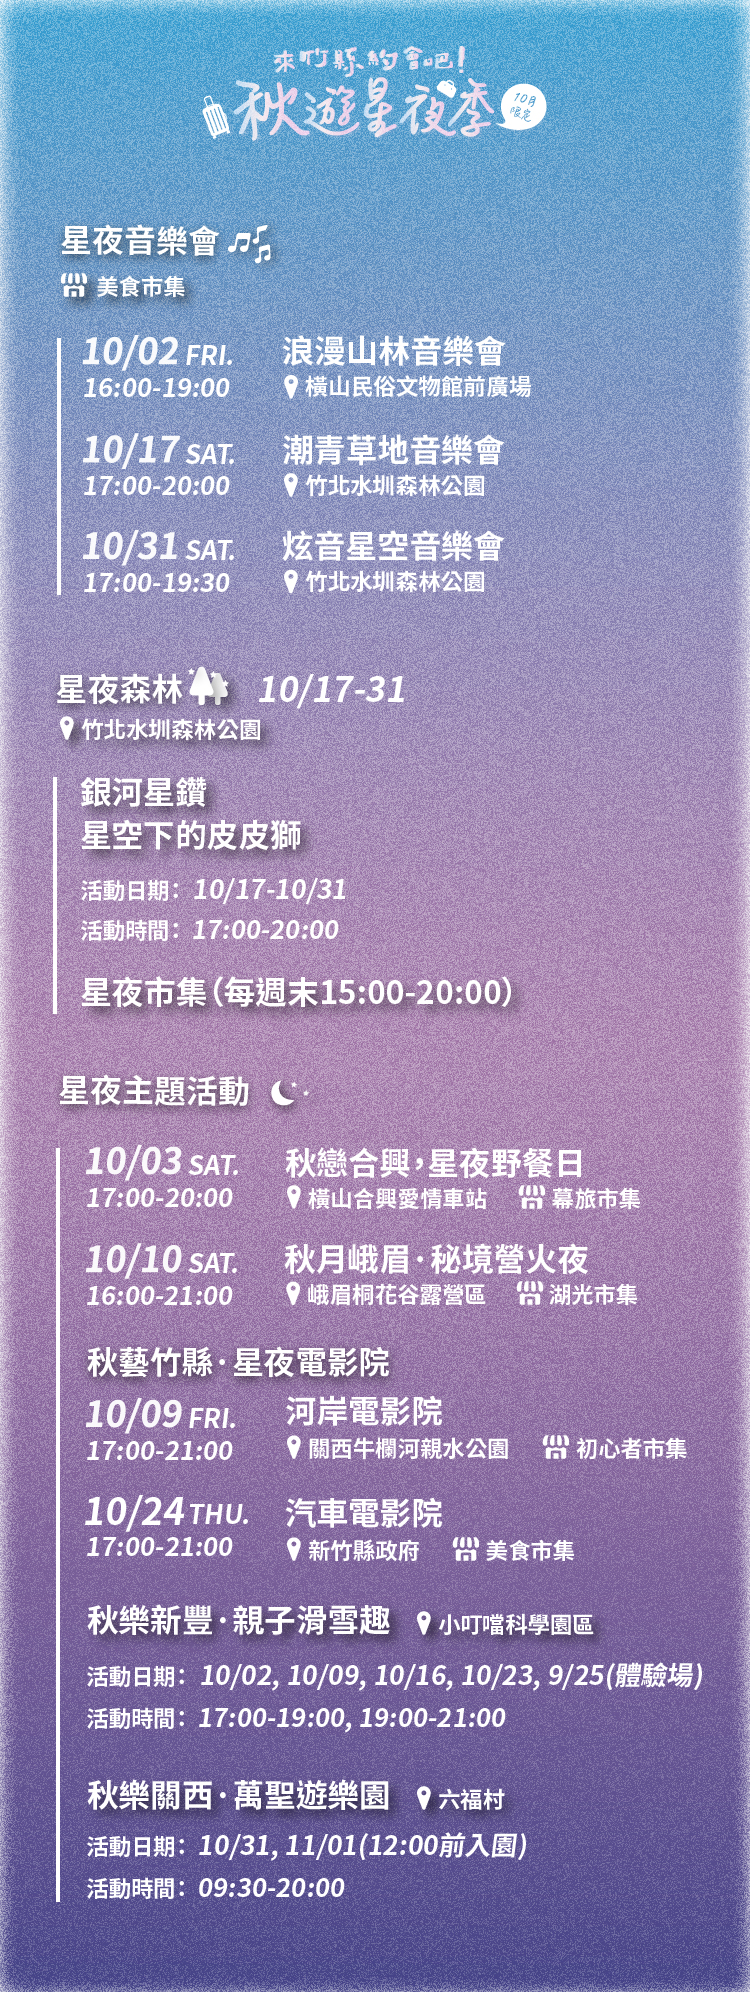 來竹縣約會吧!
秋遊星夜季
10月
限定
星夜音樂會
美食市集
10/02 FRI. 浪漫山林音樂會
16:00-19:00 橫山民俗文物館前廣場
10/17 SAT. 潮青草地音樂會
17:00-20:00 竹北水圳森林公園
10/31 SAT. 炫音星空音樂會
17:00-19:30 竹北水圳森林公園
星夜森林 10/17-31
竹北水圳森林公園
銀河星鑽
星空下的皮皮獅
活動日期：10/17-10/31
活動時間：17:00-20:00
星夜市集（每週末15:00-20:00）
星夜主題活動
10/03 SAT. 秋戀合興，星夜野餐日
17:00-20:00 橫山合興愛情車站 幕旅市集
10/10 SAT. 秋月峨眉·秘境營火夜
16:00-21:00 峨眉桐花谷露營區 湖光市集
秋藝竹縣·星夜電影院
10/09 FRI. 河岸電影院
17:00-21:00 關西牛欄河親水公園 初心者市集
10/24 THU. 汽車電影院
17:00-21:00 新竹縣政府 美食市集
秋樂新豐·親子滑雪趣 小叮噹科學園區
活動日期：10/02, 10/09, 10/16, 10/23, 9/25(體驗場)
活動時間：17:00-19:00, 19:00-21:00
秋樂關西·萬聖遊樂園 六福村
活動日期：10/31, 11/01(12:00前入園)
活動時間：09:30-20:00